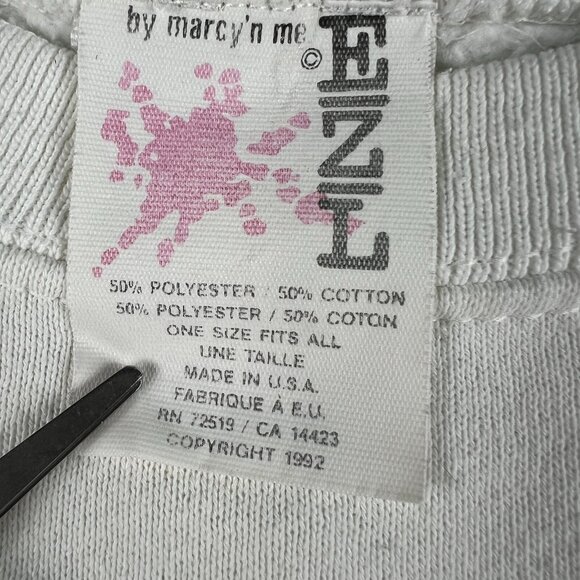 by marcy'n me
©
E.N.L
50% POLYESTER / 50% COTTON
50% POLYESTER / 50% COTON
ONE SIZE FITS ALL
UNE TAILLE
MADE IN U.S.A.
FABRIQUE À E.U.
RN 72519 / CA 14423
COPYRIGHT 1992